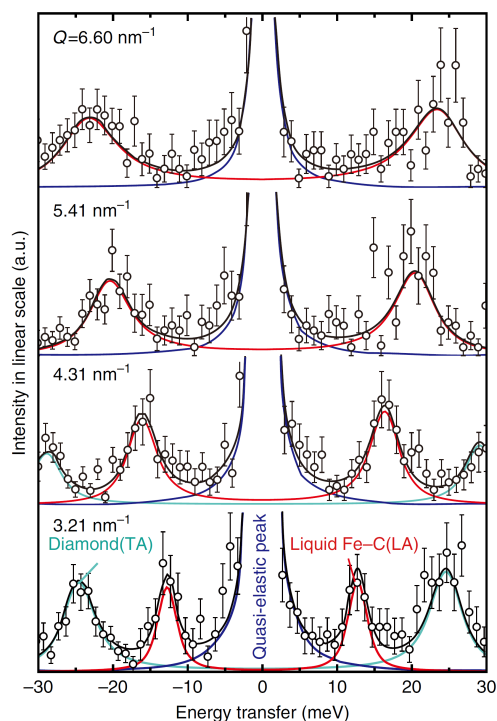 Q=6.60 nm⁻¹
5.41 nm⁻¹
4.31 nm⁻¹
3.21 nm⁻¹
Diamond(TA)
Liquid Fe–C(LA)
Quasi-elastic peak
Intensity in linear scale (a.u.)
−30 −20 −10 0 10 20 30
Energy transfer (meV)